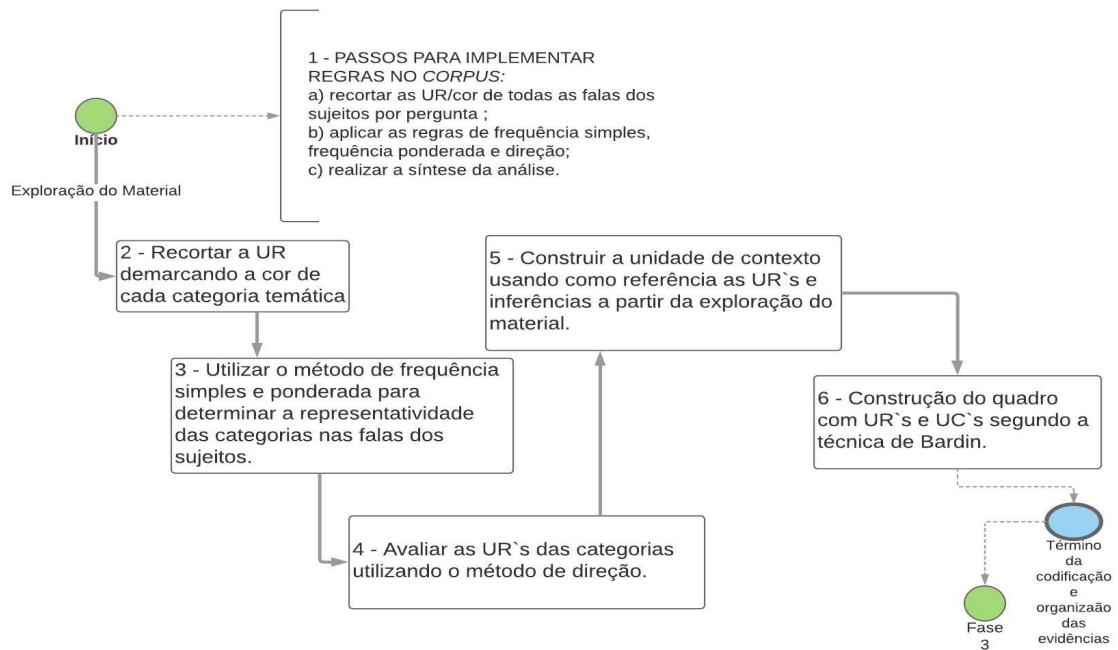 1 - PASSOS PARA IMPLEMENTAR
REGRAS NO CORPUS:
a) recortar as UR/cor de todas as falas dos
sujeitos por pergunta ;
b) aplicar as regras de frequência simples,
frequência ponderada e direção;
c) realizar a síntese da análise.
Início
Exploração do Material
2 - Recortar a UR
demarcando a cor de
cada categoria temática
3 - Utilizar o método de frequência
simples e ponderada para
determinar a representatividade
das categorias nas falas dos
sujeitos.
4 - Avaliar as UR`s das categorias
utilizando o método de direção.
5 - Construir a unidade de contexto
usando como referência as UR`s e
inferências a partir da exploração do
material.
6 - Construção do quadro
com UR`s e UC`s segundo a
técnica de Bardin.
Término
da
codificação
e
organizaão
das
evidências
Fase
3